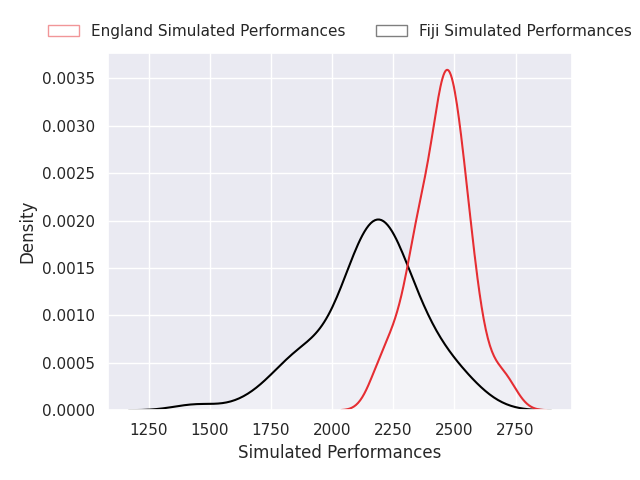 England Simulated Performances Fiji Simulated Performances
0.0035
0.0030
0.0025
0.0020
0.0015
0.0010
0.0005
0.0000
Density
1250 1500 1750 2000 2250 2500 2750
Simulated Performances